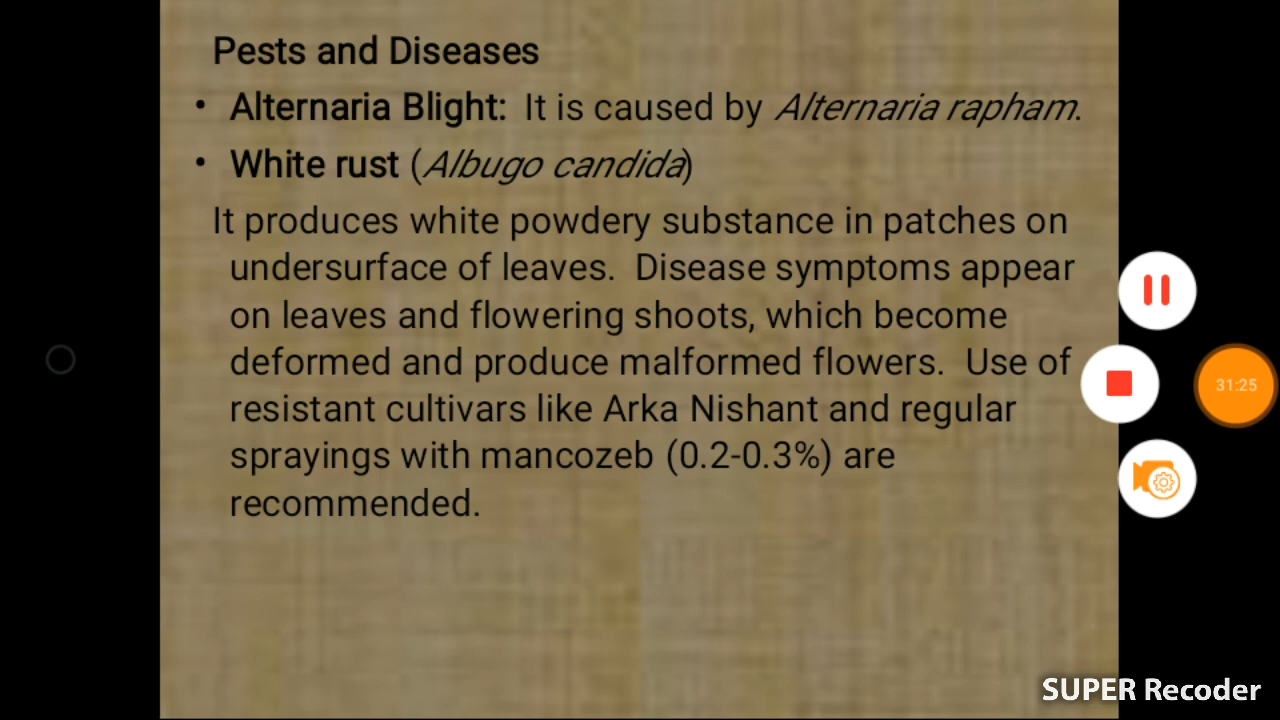 Pests and Diseases
• Alternaria Blight: It is caused by Alternaria rapham.
• White rust (Albugo candida)
It produces white powdery substance in patches on
undersurface of leaves. Disease symptoms appear
on leaves and flowering shoots, which become
deformed and produce malformed flowers. Use of
resistant cultivars like Arka Nishant and regular
sprayings with mancozeb (0.2-0.3%) are
recommended.
31:25
SUPER Recoder